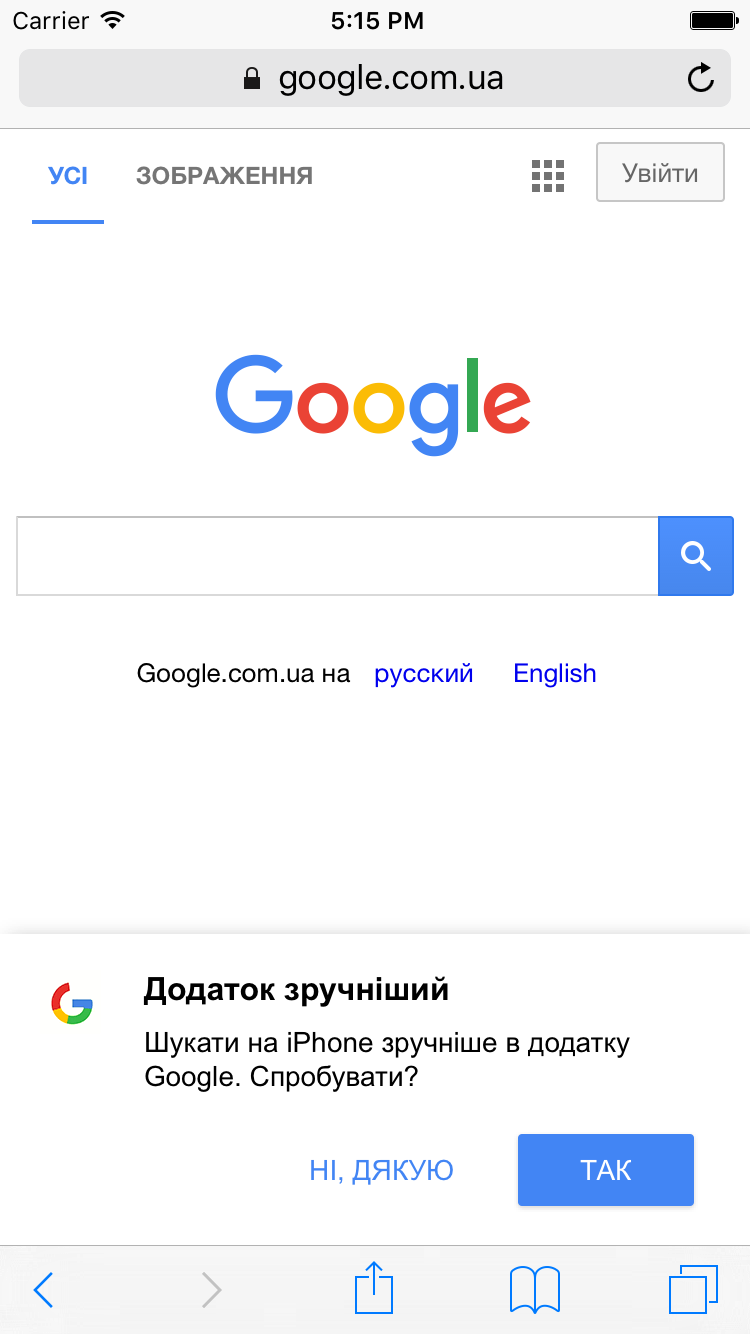 Carrier 5:15 PM
google.com.ua
УСІ ЗОБРАЖЕННЯ Увійти
Google
Google.com.ua на русский English
Додаток зручніший
Шукати на iPhone зручніше в додатку
Google. Спробувати?
НІ, ДЯКУЮ ТАК